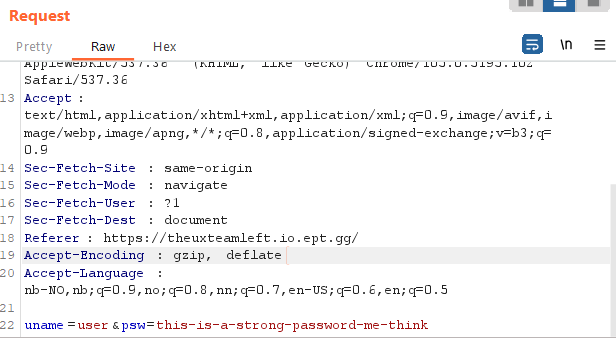 Request
Pretty Raw Hex
\n
AppleWebKit/537.36 (KHTML, like Gecko) Chrome/105.0.5195.102
Safari/537.36
13 Accept :
text/html,application/xhtml+xml,application/xml;q=0.9,image/avif,i
mage/webp,image/apng,*/*;q=0.8,application/signed-exchange;v=b3;q=
0.9
14 Sec-Fetch-Site : same-origin
15 Sec-Fetch-Mode : navigate
16 Sec-Fetch-User : ?1
17 Sec-Fetch-Dest : document
18 Referer : https://theuxteamleft.io.ept.gg/
19 Accept-Encoding : gzip, deflate
20 Accept-Language :
nb-NO,nb;q=0.9,no;q=0.8,nn;q=0.7,en-US;q=0.6,en;q=0.5
21
22 uname=user&psw=this-is-a-strong-password-me-think